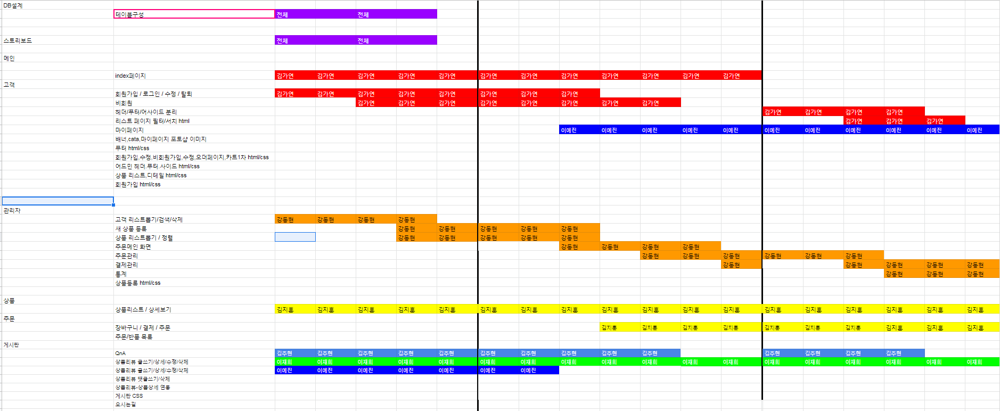 DB설계
테이블구성 전체 전체
스토리보드 전체 전체
메인
index페이지 김가연 김가연 김가연 김가연 김가연 김가연 김가연 김가연 김가연 김가연 김가연 김가연
고객
회원가입 / 로그인 / 수정 / 탈퇴 김가연 김가연 김가연 김가연 김가연 김가연 김가연 김가연
비회원 김가연 김가연 김가연 김가연 김가연 김가연 김가연 김가연
헤더/푸터/어사이드 분리 김가연 김가연 김가연 김가연
리스트 페이지 필터/서치 html 김가연 김가연 김가연
마이페이지 이예진 이예진 이예진 이예진 이예진 이예진 이예진 이예진 이예진 이예진 이예진
배너,cata,마이페이지 포토샵 이미지
푸터 html/css
회원가입,수정,비회원가입,수정,오더페이지,카트1차 html/css
어드민 헤더.푸터.사이드 html/css
상품 리스트,디테일 html/css
회원가입 html/css
관리자
고객 리스트뽑기/검색/삭제 강동현 강동현 강동현 강동현
새 상품 등록 강동현 강동현 강동현 강동현 강동현
상품 리스트뽑기 / 정렬 강동현 강동현 강동현 강동현 강동현
주문메인 화면 강동현 강동현 강동현 강동현
주문관리 강동현 강동현 강동현 강동현 강동현 강동현
결제관리 강동현 강동현 강동현 강동현 강동현
통계 강동현 강동현 강동현
상품등록 html/css
상품
상품리스트 / 상세보기 김지훈 김지훈 김지훈 김지훈 김지훈 김지훈 김지훈 김지훈 김지훈 김지훈 김지훈 김지훈 김지훈 김지훈 김지훈 김지훈 김지훈 김지훈
주문
장바구니 / 결제 / 주문 김지훈 김지훈 김지훈 김지훈 김지훈 김지훈 김지훈 김지훈 김지훈 김지훈
주문/반품 목록
게시판
QnA 김주현 김주현 김주현 김주현 김주현 김주현 김주현 김주현 김주현 김주현 김주현 김주현 김주현 김주현
상품리뷰 글쓰기/상세/수정/삭제 이재희 이재희 이재희 이재희 이재희 이재희 이재희 이재희 이재희 이재희 이재희 이재희 이재희 이재희 이재희 이재희 이재희 이재희
상품리뷰 글쓰기/상세/수정/삭제 이예진 이예진 이예진 이예진 이예진 이예진 이예진
상품리뷰 댓글쓰기/삭제
상품리뷰-상품상세 연동
게시판 CSS
오시는길